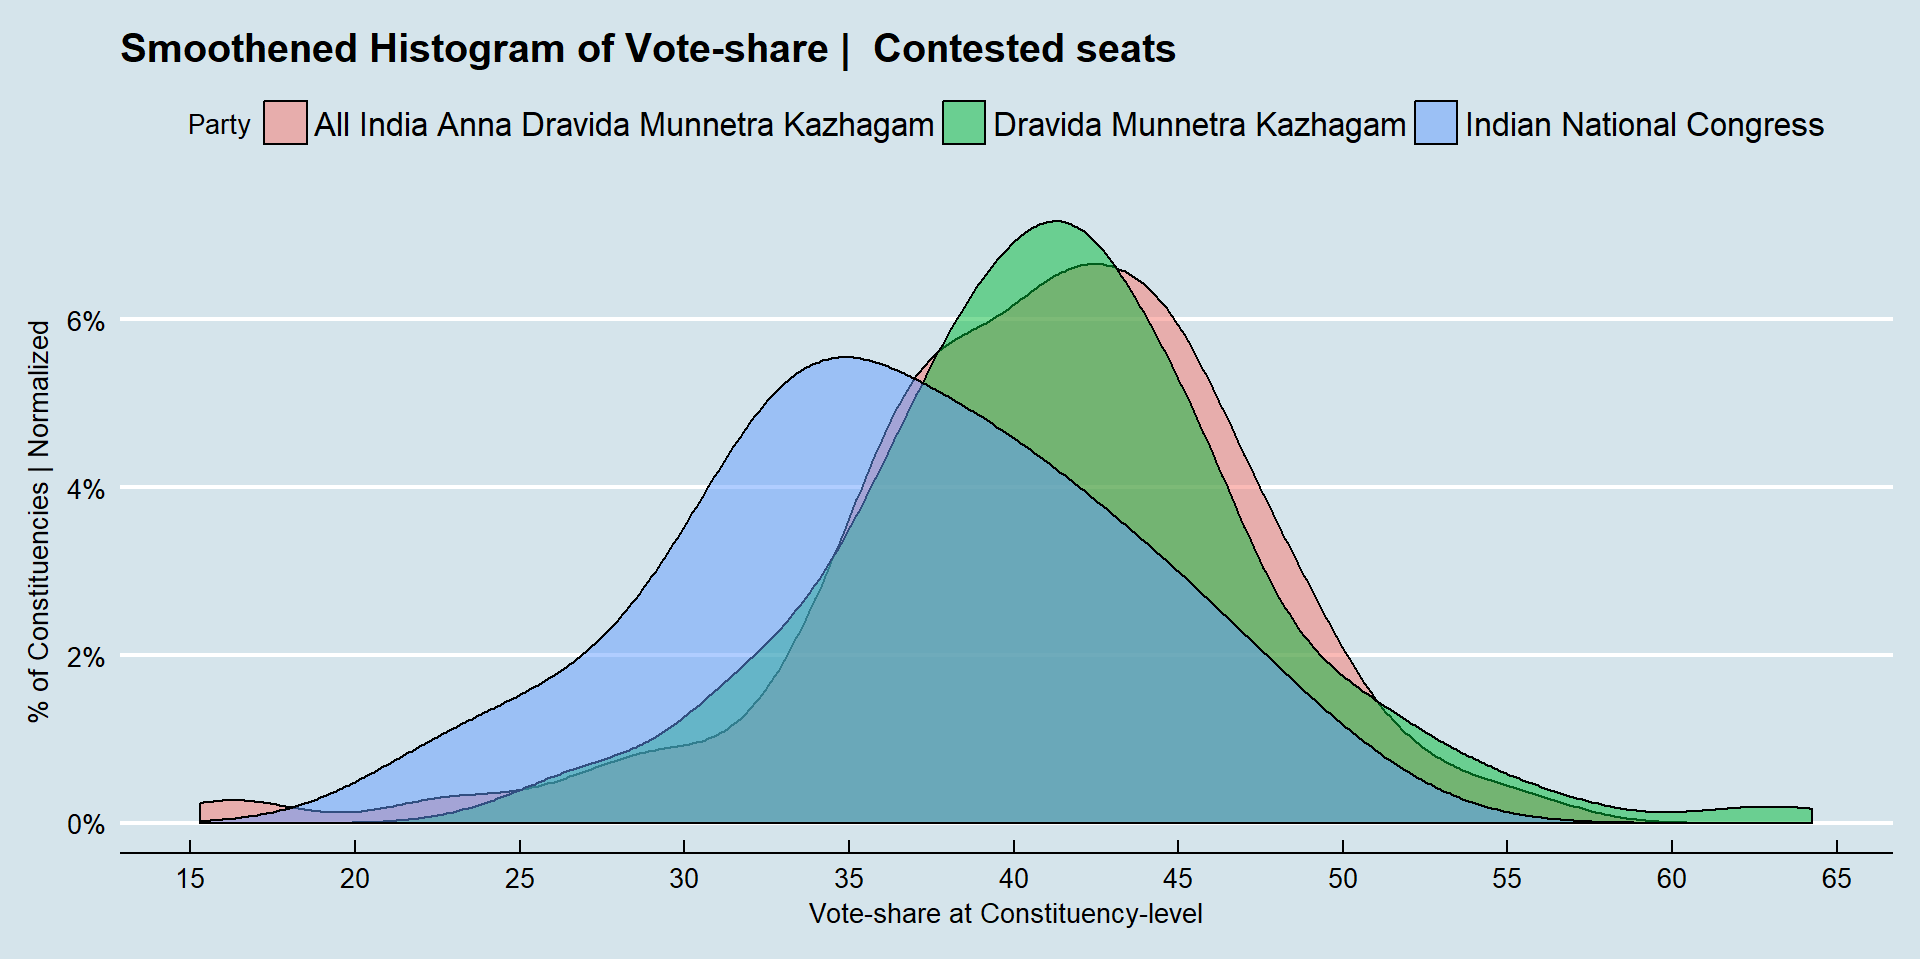 Smoothened Histogram of Vote-share |  Contested seats
Party All India Anna Dravida Munnetra Kazhagam Dravida Munnetra Kazhagam Indian National Congress
% of Constituencies | Normalized
6%
4%
2%
0%
15 20 25 30 35 40 45 50 55 60 65
Vote-share at Constituency-level